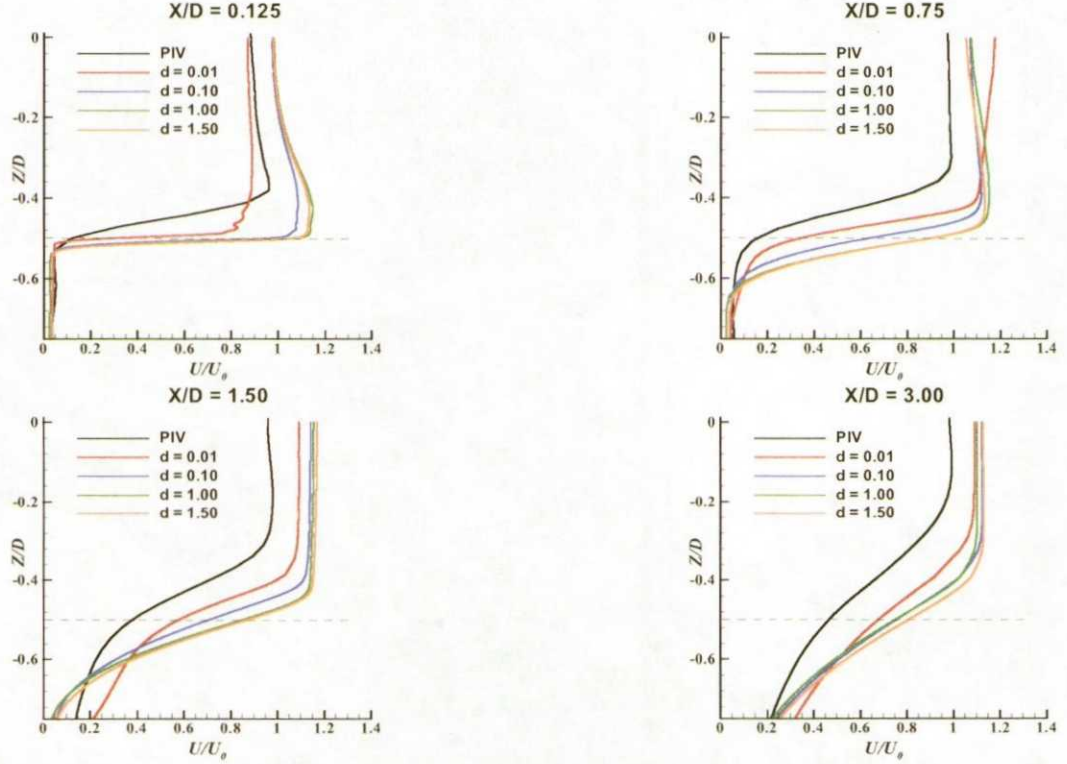 X/D = 0.125
0
-0.2
-0.4
-0.6
Z/D
PIV
d = 0.01
d = 0.10
d = 1.00
d = 1.50
0 0.2 0.4 0.6 0.8 1 1.2 1.4
U/U₀
X/D = 0.75
0
-0.2
-0.4
-0.6
Z/D
PIV
d = 0.01
d = 0.10
d = 1.00
d = 1.50
0 0.2 0.4 0.6 0.8 1 1.2 1.4
U/U₀
X/D = 1.50
0
-0.2
-0.4
-0.6
Z/D
PIV
d = 0.01
d = 0.10
d = 1.00
d = 1.50
0 0.2 0.4 0.6 0.8 1 1.2 1.4
U/U₀
X/D = 3.00
0
-0.2
-0.4
-0.6
Z/D
PIV
d = 0.01
d = 0.10
d = 1.00
d = 1.50
0 0.2 0.4 0.6 0.8 1 1.2 1.4
U/U₀